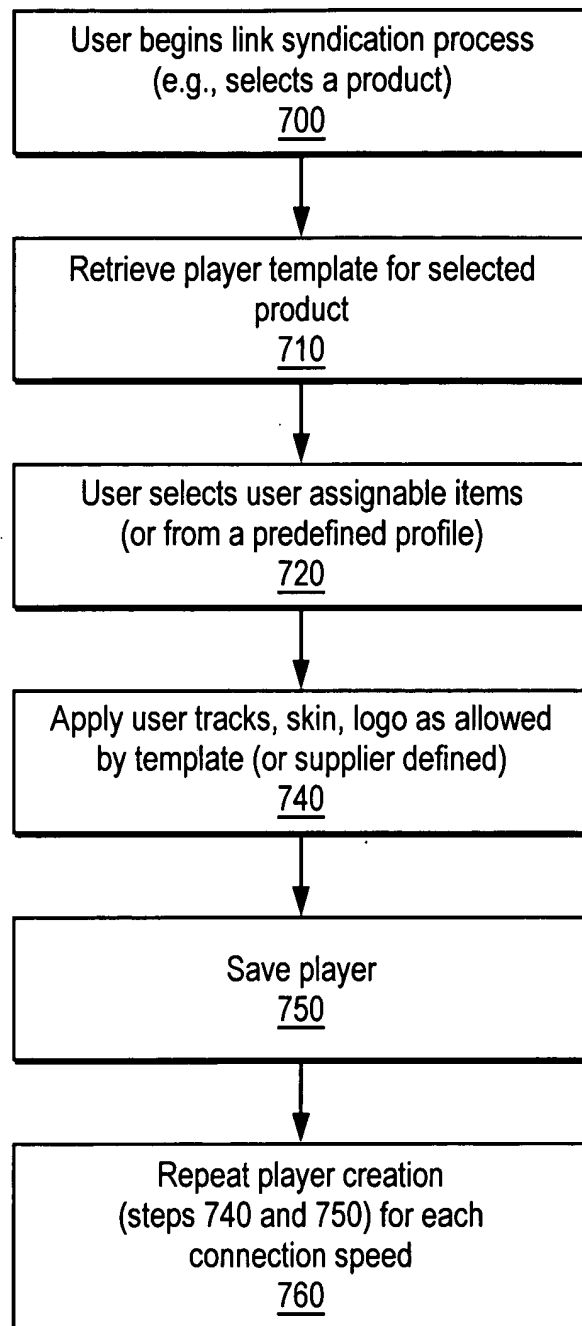 User begins link syndication process
(e.g., selects a product)
700
Retrieve player template for selected
product
710
User selects user assignable items
(or from a predefined profile)
720
Apply user tracks, skin, logo as allowed
by template (or supplier defined)
740
Save player
750
Repeat player creation
(steps 740 and 750) for each
connection speed
760